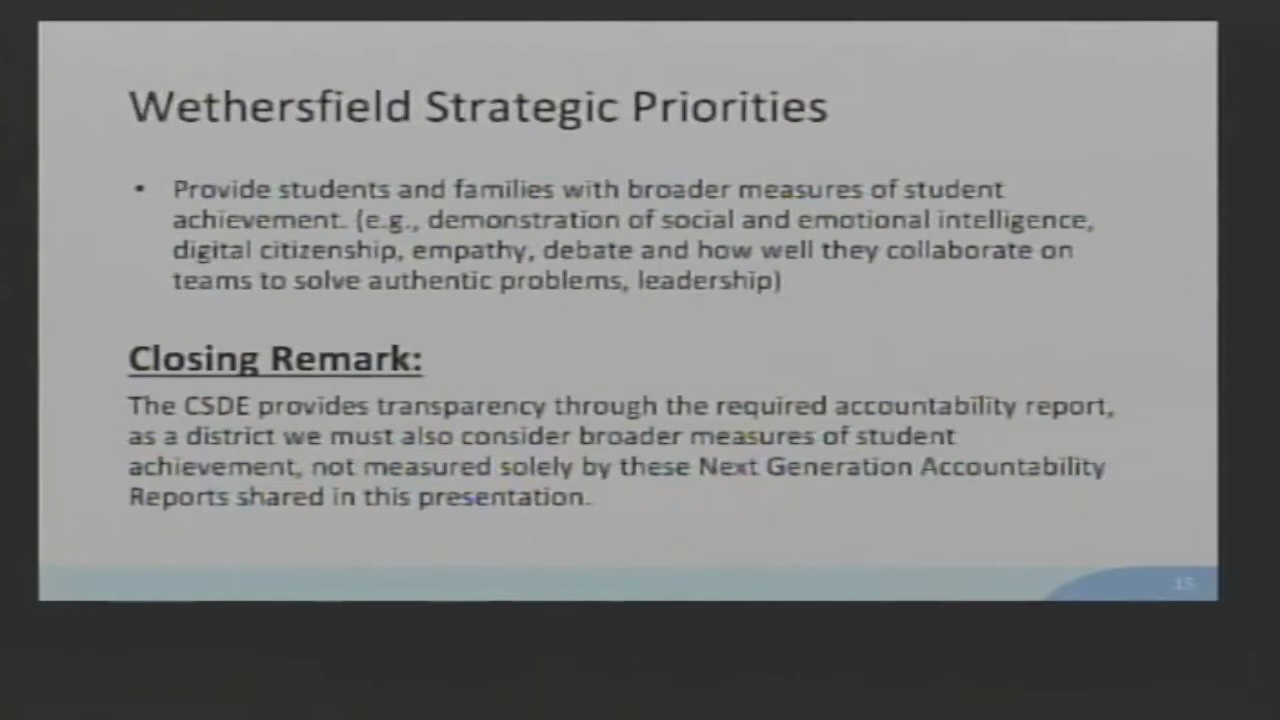 Wethersfield Strategic Priorities
• Provide students and families with broader measures of student
achievement. (e.g., demonstration of social and emotional intelligence,
digital citizenship, empathy, debate and how well they collaborate on
teams to solve authentic problems, leadership)
Closing Remark:
The CSDE provides transparency through the required accountability report,
as a district we must also consider broader measures of student
achievement, not measured solely by these Next Generation Accountability
Reports shared in this presentation.
15